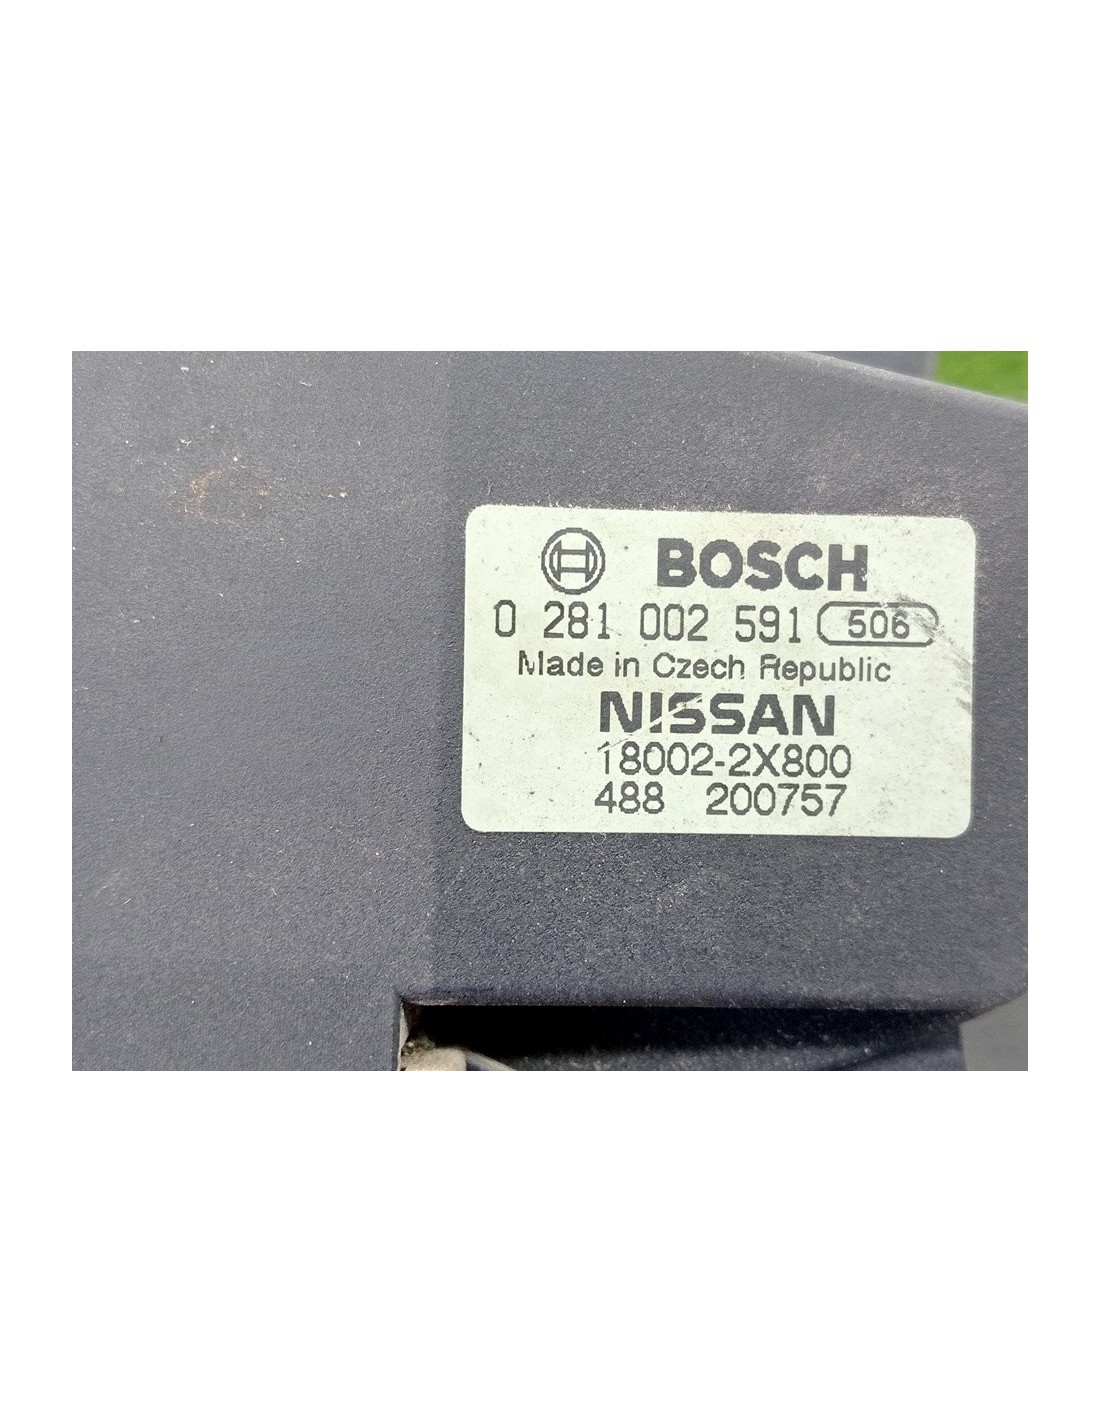 BOSCH
0 281 002 591 506
Made in Czech Republic
NISSAN
18002-2X800
488 200757